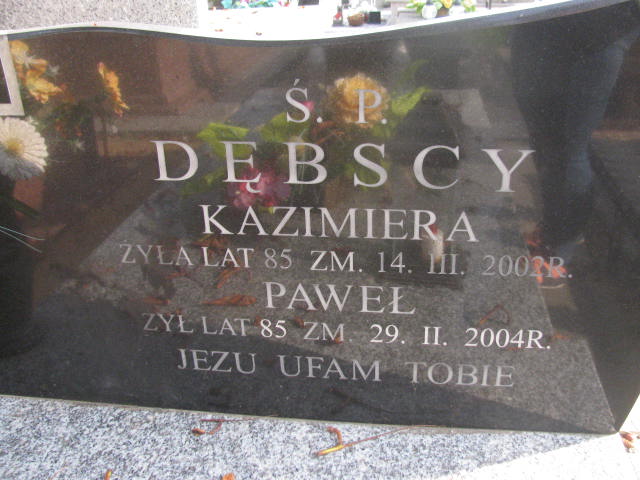 Ś. P.
DĘBSCY
KAZIMIERA
ŻYŁA LAT 85 ZM. 14. III. 2002R.
PAWEŁ
ŻYŁ LAT 85 ZM. 29. II. 2004R.
JEZU UFAM TOBIE